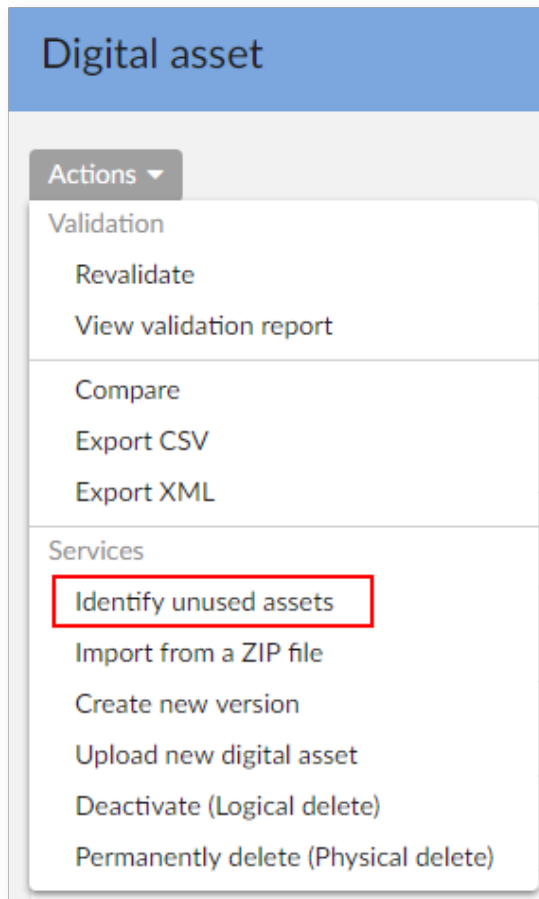 Digital asset
Actions
Validation
Revalidate
View validation report
Compare
Export CSV
Export XML
Services
Identify unused assets
Import from a ZIP file
Create new version
Upload new digital asset
Deactivate (Logical delete)
Permanently delete (Physical delete)